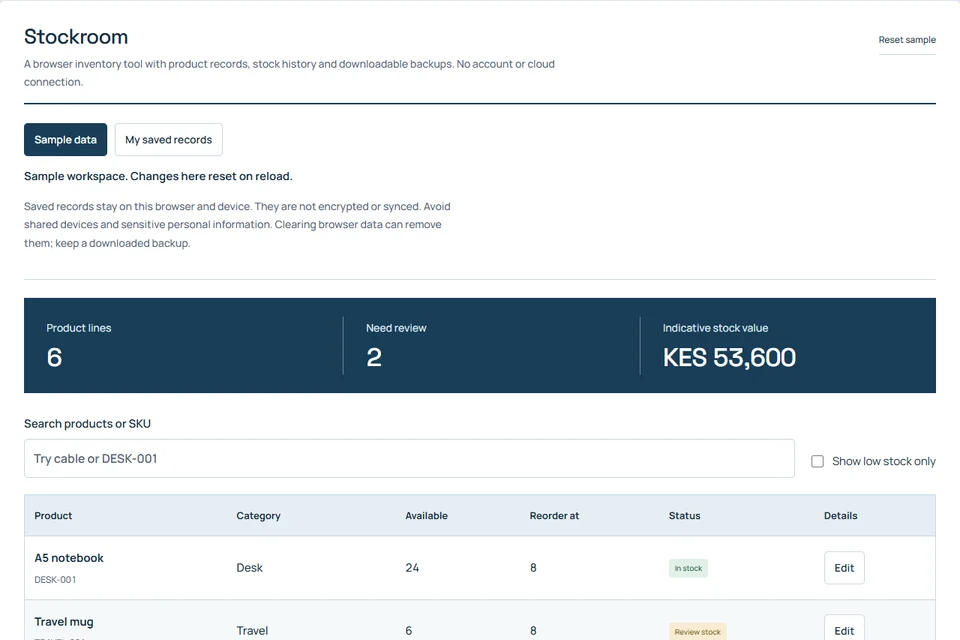 Stockroom
Reset sample
A browser inventory tool with product records, stock history and downloadable backups. No account or cloud
connection.
Sample data
My saved records
Sample workspace. Changes here reset on reload.
Saved records stay on this browser and device. They are not encrypted or synced. Avoid
shared devices and sensitive personal information. Clearing browser data can remove
them; keep a downloaded backup.
Product lines
6
Need review
2
Indicative stock value
KES 53,600
Search products or SKU
Try cable or DESK-001
Show low stock only
Product Category Available Reorder at Status Details
A5 notebook
DESK-001
Desk 24 8 In stock Edit
Travel mug
Travel 6 8 Review stock Edit